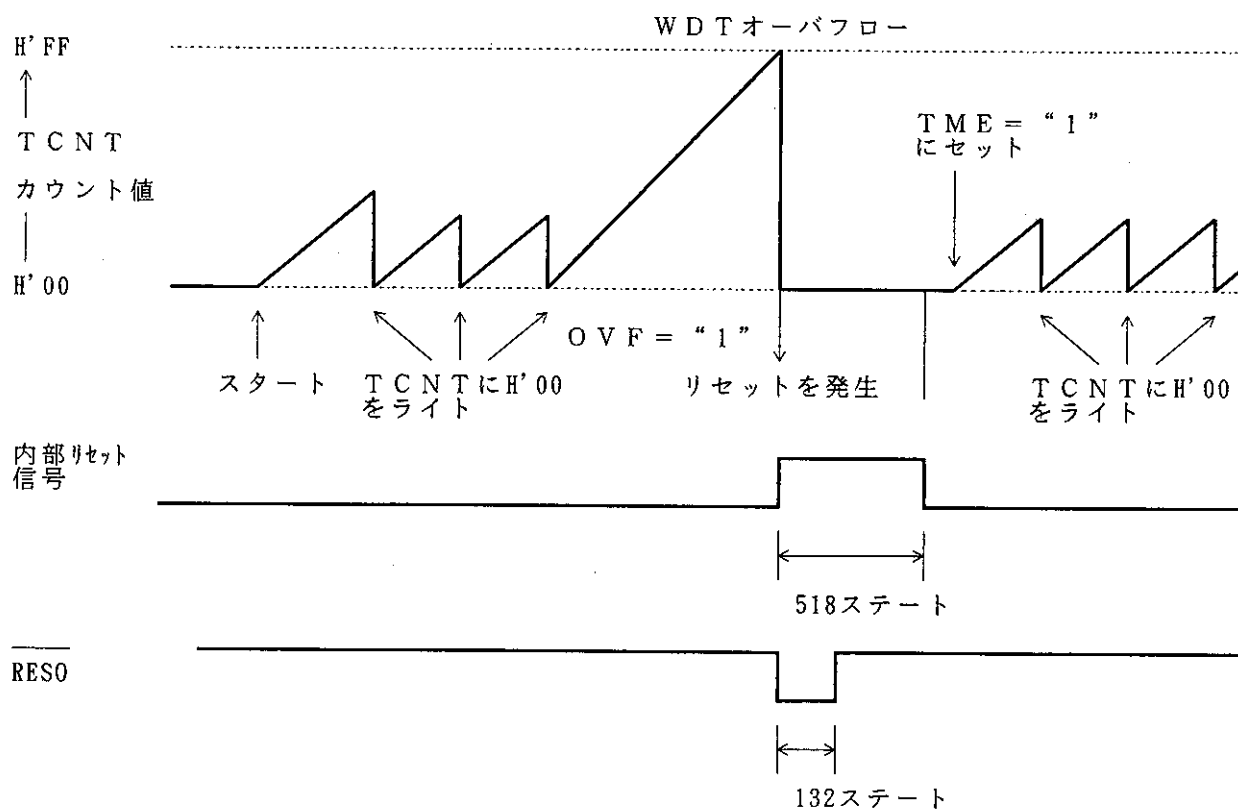 WDTオーバフロー
H'FF
↑
TCNT
カウント値
H'00
TME=“1”
にセット
OVF=“1”
スタート
TCNTにH'00
をライト
リセットを発生
TCNTにH'00
をライト
内部リセット
信号
518ステート
RESO
132ステート